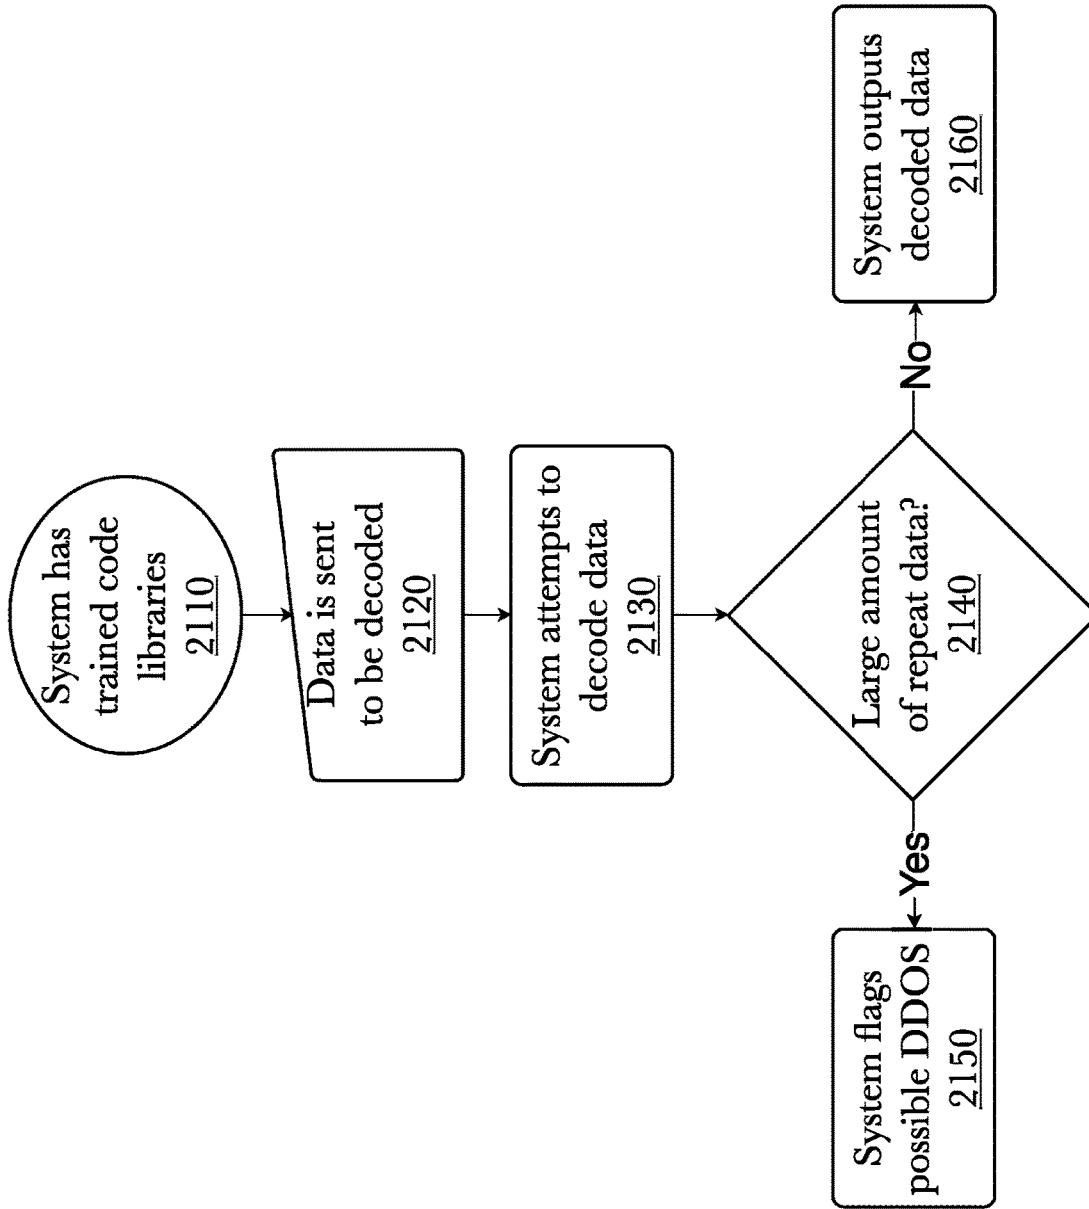 System has
trained code
libraries
2110
Data is sent
to be decoded
2120
System attempts to
decode data
2130
Large amount
of repeat data?
2140
Yes
No
System flags
possible DDOS
2150
System outputs
decoded data
2160